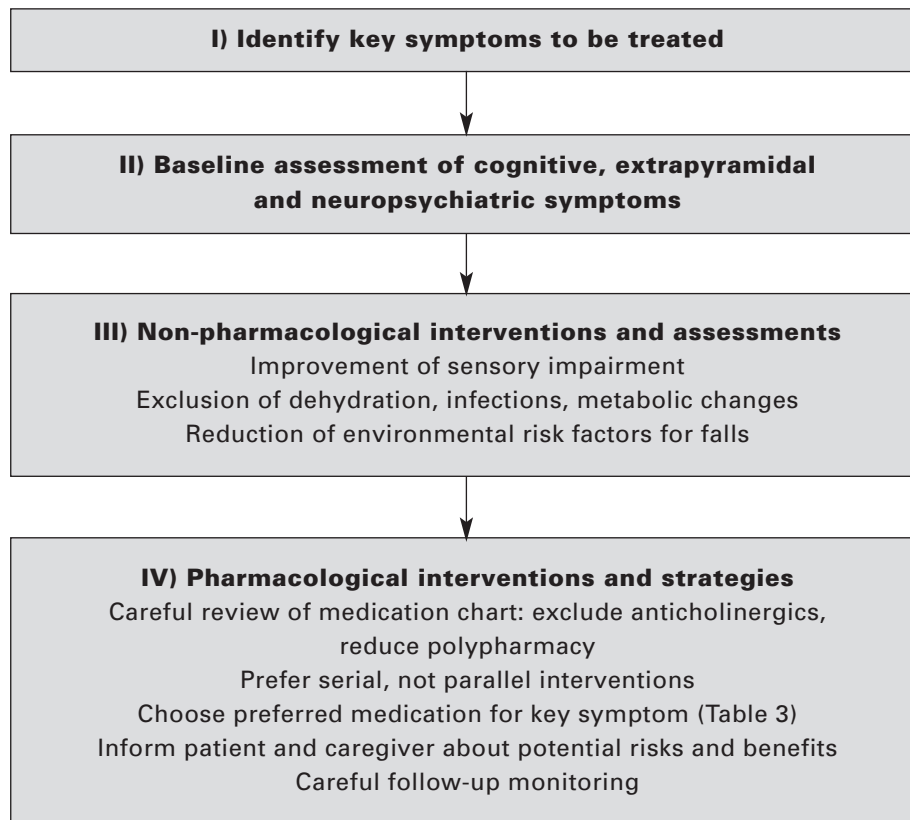 I) Identify key symptoms to be treated
II) Baseline assessment of cognitive, extrapyramidal
and neuropsychiatric symptoms
III) Non-pharmacological interventions and assessments
Improvement of sensory impairment
Exclusion of dehydration, infections, metabolic changes
Reduction of environmental risk factors for falls
IV) Pharmacological interventions and strategies
Careful review of medication chart: exclude anticholinergics,
reduce polypharmacy
Prefer serial, not parallel interventions
Choose preferred medication for key symptom (Table 3)
Inform patient and caregiver about potential risks and benefits
Careful follow-up monitoring